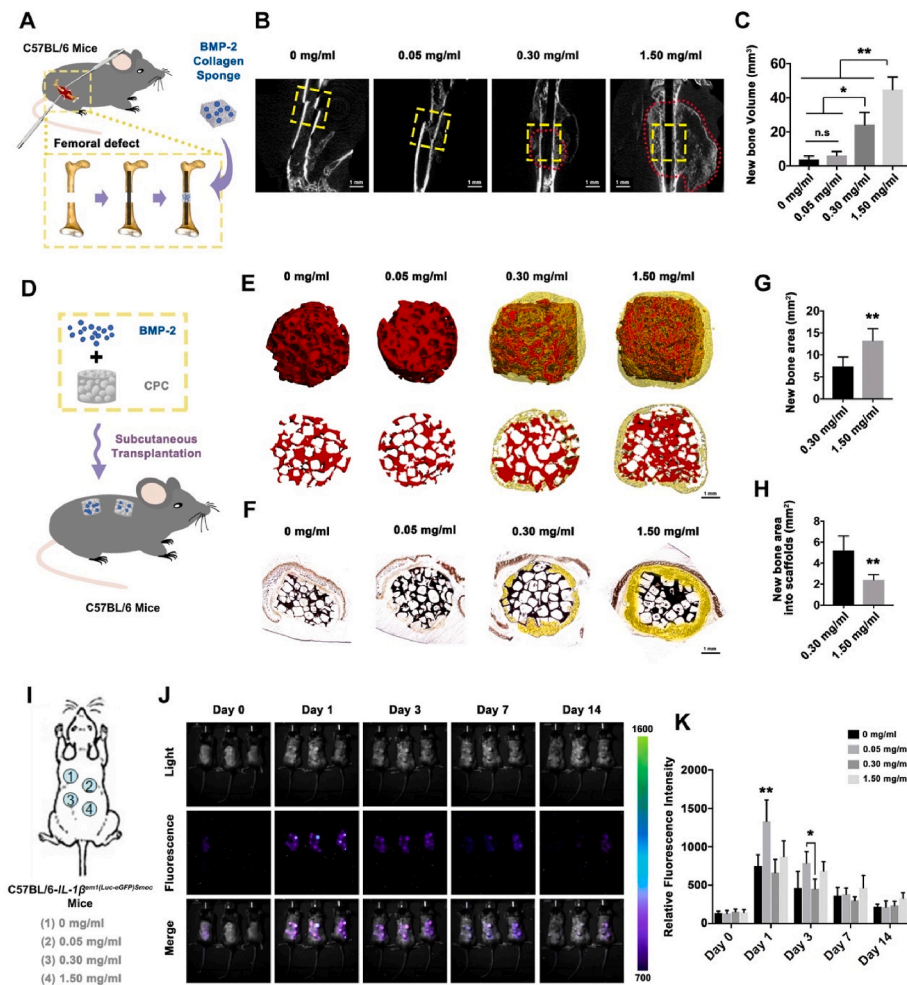 A
C57BL/6 Mice
BMP-2
Collagen
Sponge
Femoral defect
B
0 mg/ml 0.05 mg/ml 0.30 mg/ml 1.50 mg/ml
1 mm 1 mm 1 mm 1 mm
C
New bone Volume (mm³)
60
40
20
0
n.s
*
**
0 mg/ml
0.05 mg/ml
0.30 mg/ml
1.50 mg/ml
D
BMP-2
+
CPC
Subcutaneous
Transplantation
C57BL/6 Mice
E
0 mg/ml 0.05 mg/ml 0.30 mg/ml 1.50 mg/ml
1 mm
F
0 mg/ml 0.05 mg/ml 0.30 mg/ml 1.50 mg/ml
1 mm
G
New bone area (mm²)
20
15
10
5
0
**
0.30 mg/ml
1.50 mg/ml
H
New bone area
into scaffolds (mm²)
8
6
4
2
0
**
0.30 mg/ml
1.50 mg/ml
I
1
2
3
4
C57BL/6-IL-1β^em1(Luc-eGFP)Smoc
Mice
(1) 0 mg/ml
(2) 0.05 mg/ml
(3) 0.30 mg/ml
(4) 1.50 mg/ml
J
Day 0 Day 1 Day 3 Day 7 Day 14
Light
Fluorescence
Merge
1600
700
K
0 mg/ml
0.05 mg/m
0.30 mg/m
1.50 mg/m
Relative Fluorescence Intensity
2000
1500
1000
500
0
**
*
Day 0
Day 1
Day 3
Day 7
Day 14